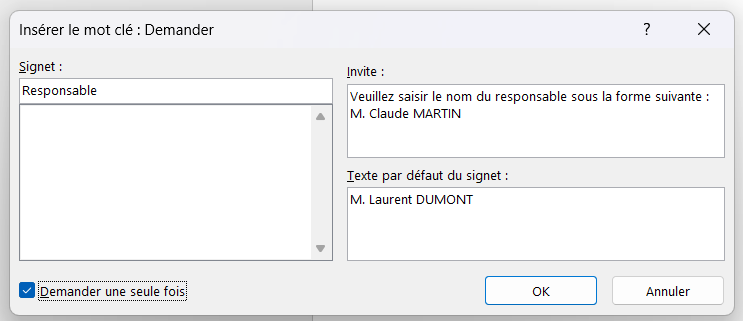 Insérer le mot clé : Demander
?
Signet :
Responsable
Invite :
Veuillez saisir le nom du responsable sous la forme suivante :
M. Claude MARTIN
Texte par défaut du signet :
M. Laurent DUMONT
Demander une seule fois
OK
Annuler